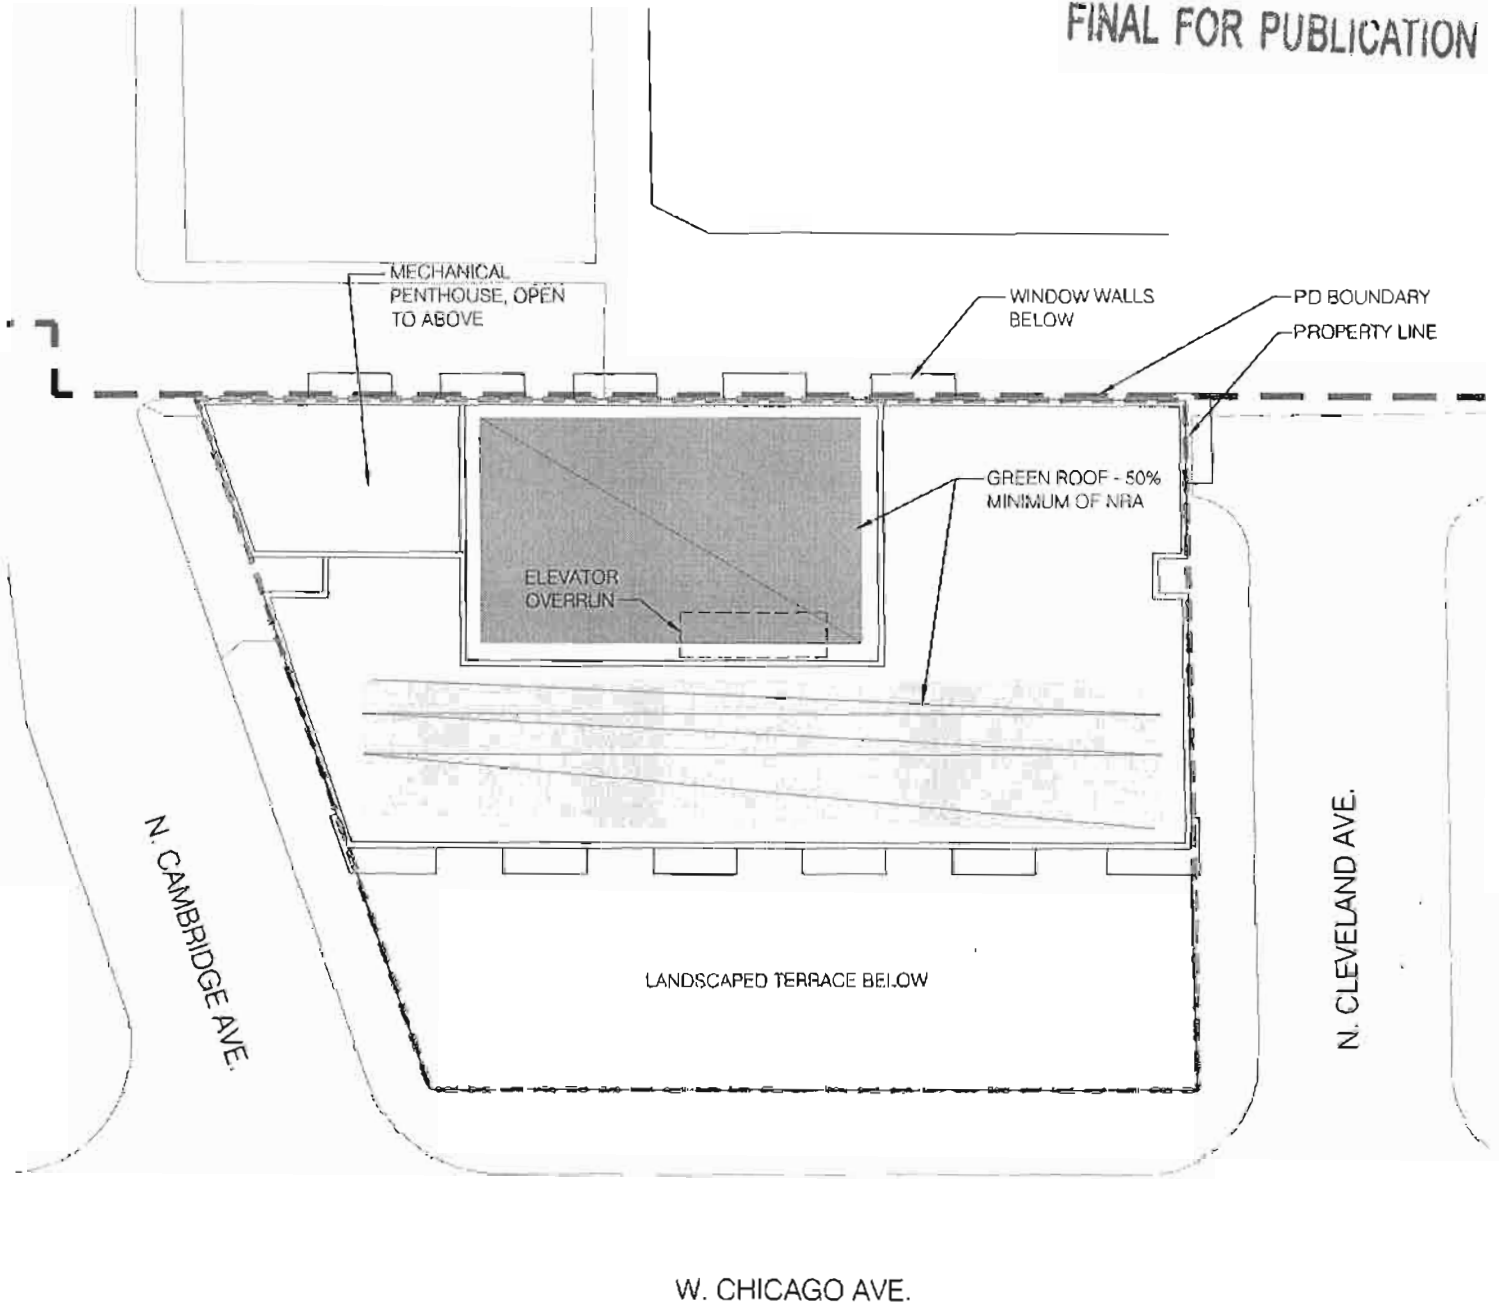 FINAL FOR PUBLICATION
MECHANICAL
PENTHOUSE, OPEN
TO ABOVE
WINDOW WALLS
BELOW
PD BOUNDARY
PROPERTY LINE
GREEN ROOF - 50%
MINIMUM OF NRA
ELEVATOR
OVERRUN
N. CAMBRIDGE AVE.
LANDSCAPED TERRACE BELOW
N. CLEVELAND AVE.
W. CHICAGO AVE.